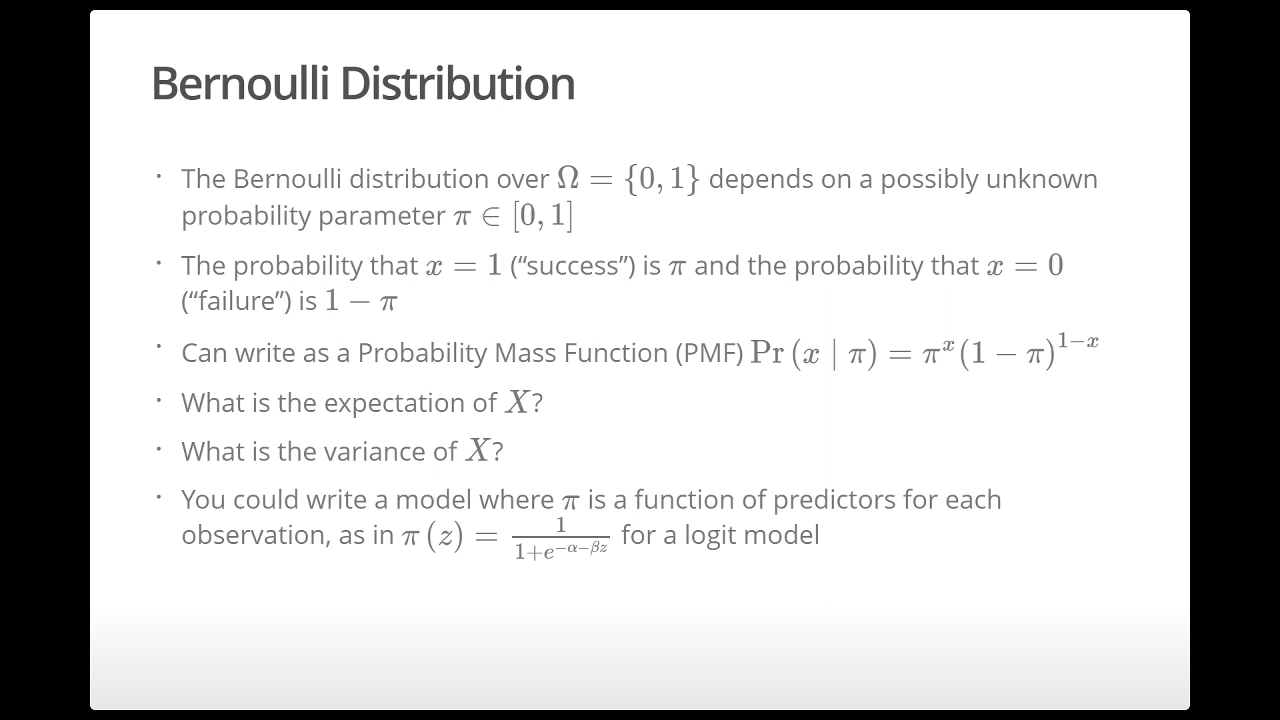 Bernoulli Distribution
· The Bernoulli distribution over Ω = {0, 1} depends on a possibly unknown
probability parameter π ∈ [0, 1]
· The probability that x = 1 (“success”) is π and the probability that x = 0
(“failure”) is 1 − π
· Can write as a Probability Mass Function (PMF) Pr (x | π) = π^x (1 − π)^{1−x}
· What is the expectation of X?
· What is the variance of X?
· You could write a model where π is a function of predictors for each
observation, as in π (z) = \frac{1}{1+e^{−α−βz}} for a logit model